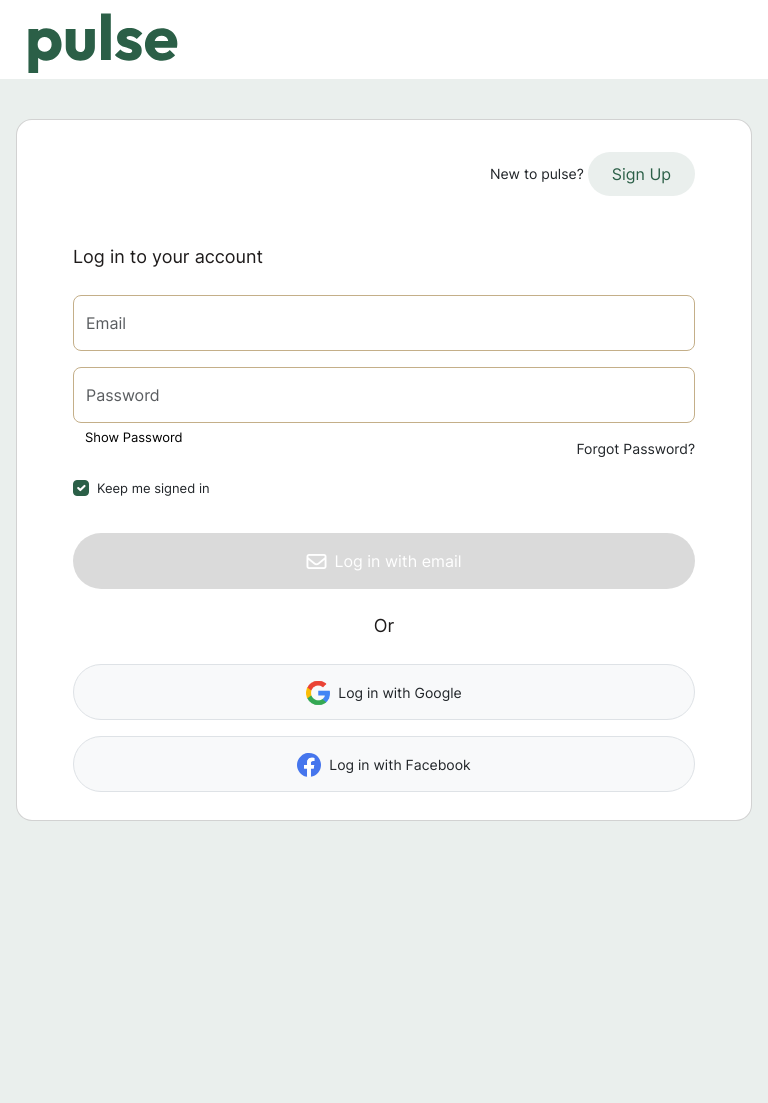 pulse
New to pulse? Sign Up
Log in to your account
Email
Password
Show Password
Forgot Password?
Keep me signed in
Log in with email
Or
Log in with Google
Log in with Facebook